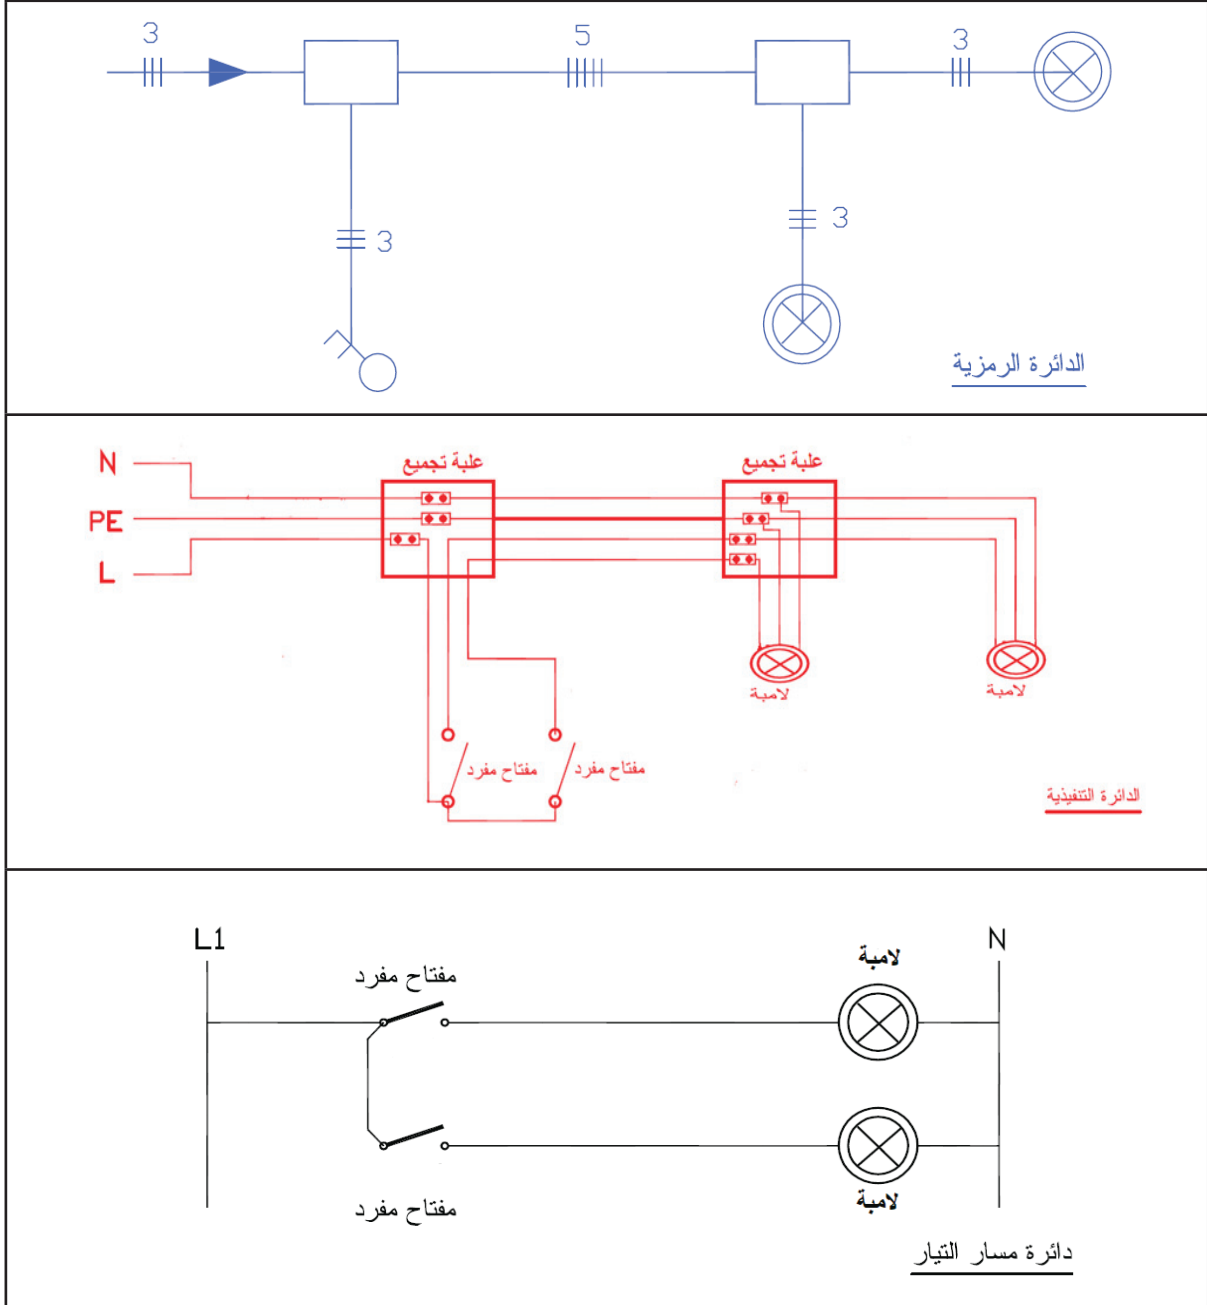 3
5
3
3
3
الدائرة الرمزية
علبة تجميع
علبة تجميع
N
PE
L
لامبة
لامبة
مفتاح مفرد
مفتاح مفرد
الدائرة التنفيذية
L1
N
لامبة
مفتاح مفرد
لامبة
مفتاح مفرد
دائرة مسار التيار